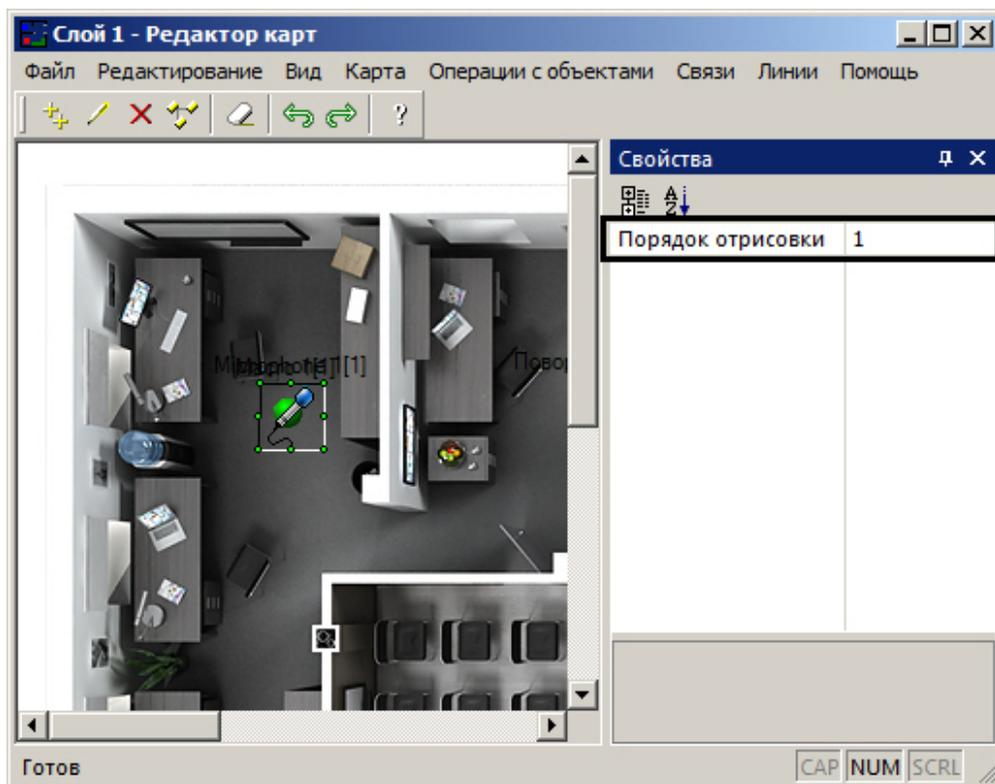 Слой 1 - Редактор карт
Файл Редактирование Вид Карта Операции с объектами Связи Линии Помощь
?
Свойства
A
Z
Порядок отрисовки 1
[1]
Готов CAP NUM SCRL